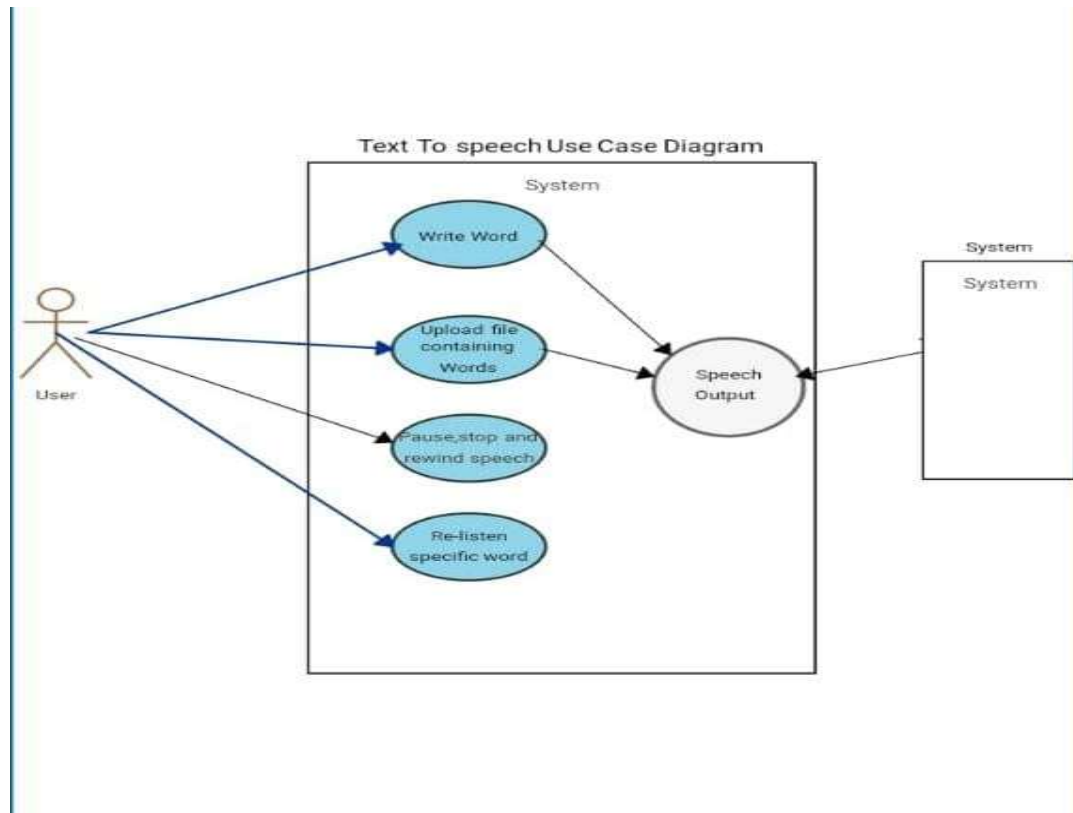 Text To speech Use Case Diagram
System
Write Word
System
System
Upload file
containing
Words
Speech
Output
User
Pause,stop and
rewind speech
Re-listen
specific word